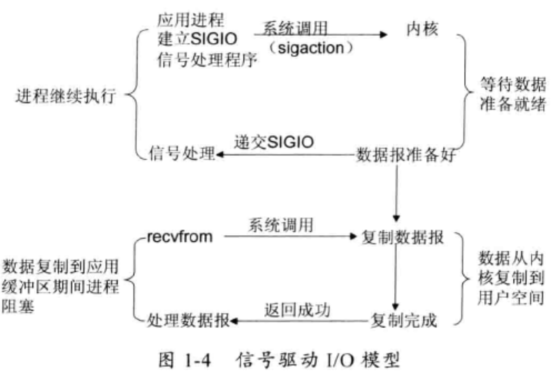 应用进程
建立SIGIO
信号处理程序
系统调用
（sigaction）
内核
进程继续执行
等待数据
准备就绪
信号处理
递交SIGIO
数据报准备好
recvfrom
系统调用
复制数据报
数据复制到应用
缓冲区期间进程
阻塞
数据从内
核复制到
用户空间
处理数据报
返回成功
复制完成
图 1-4 信号驱动 I/O 模型